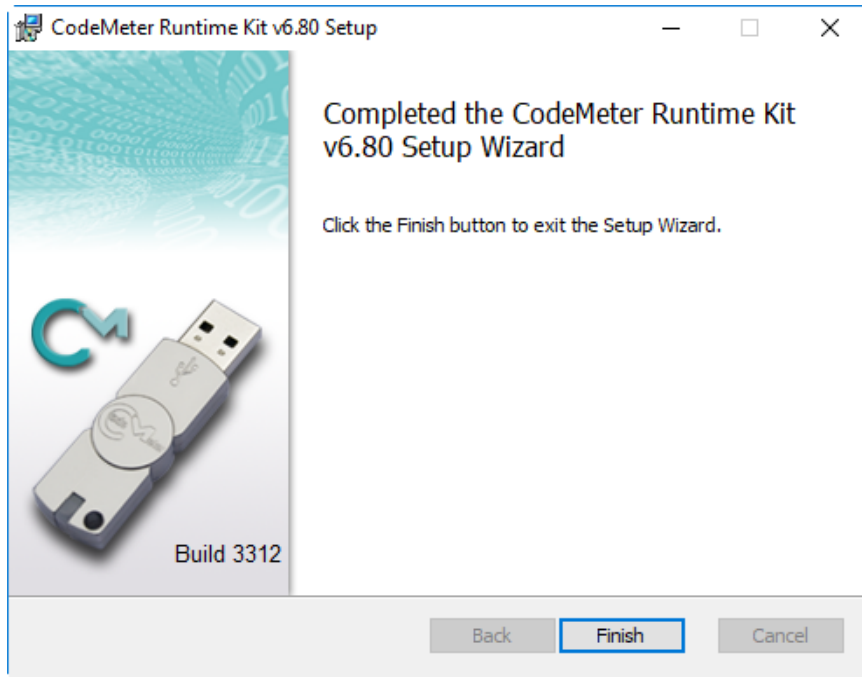 CodeMeter Runtime Kit v6.80 Setup
Completed the CodeMeter Runtime Kit
v6.80 Setup Wizard
Click the Finish button to exit the Setup Wizard.
CM
Build 3312
Back
Finish
Cancel